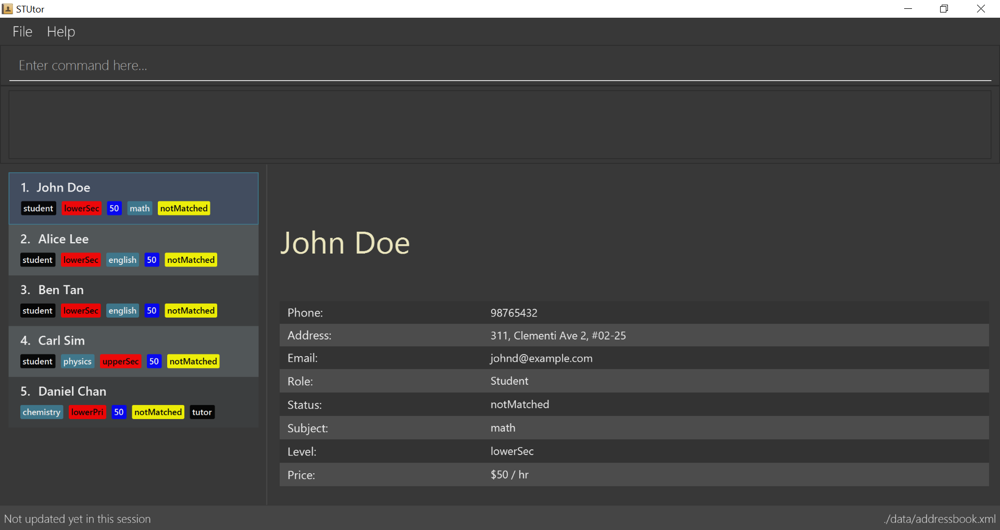 STUtor
File Help
Enter command here...
1. John Doe
student lowerSec 50 math notMatched
2. Alice Lee
student lowerSec english 50 notMatched
3. Ben Tan
student lowerSec english 50 notMatched
4. Carl Sim
student physics upperSec 50 notMatched
5. Daniel Chan
chemistry lowerPri 50 notMatched tutor
John Doe
Phone: 98765432
Address: 311, Clementi Ave 2, #02-25
Email: johnd@example.com
Role: Student
Status: notMatched
Subject: math
Level: lowerSec
Price: $50 / hr
Not updated yet in this session ./data/addressbook.xml